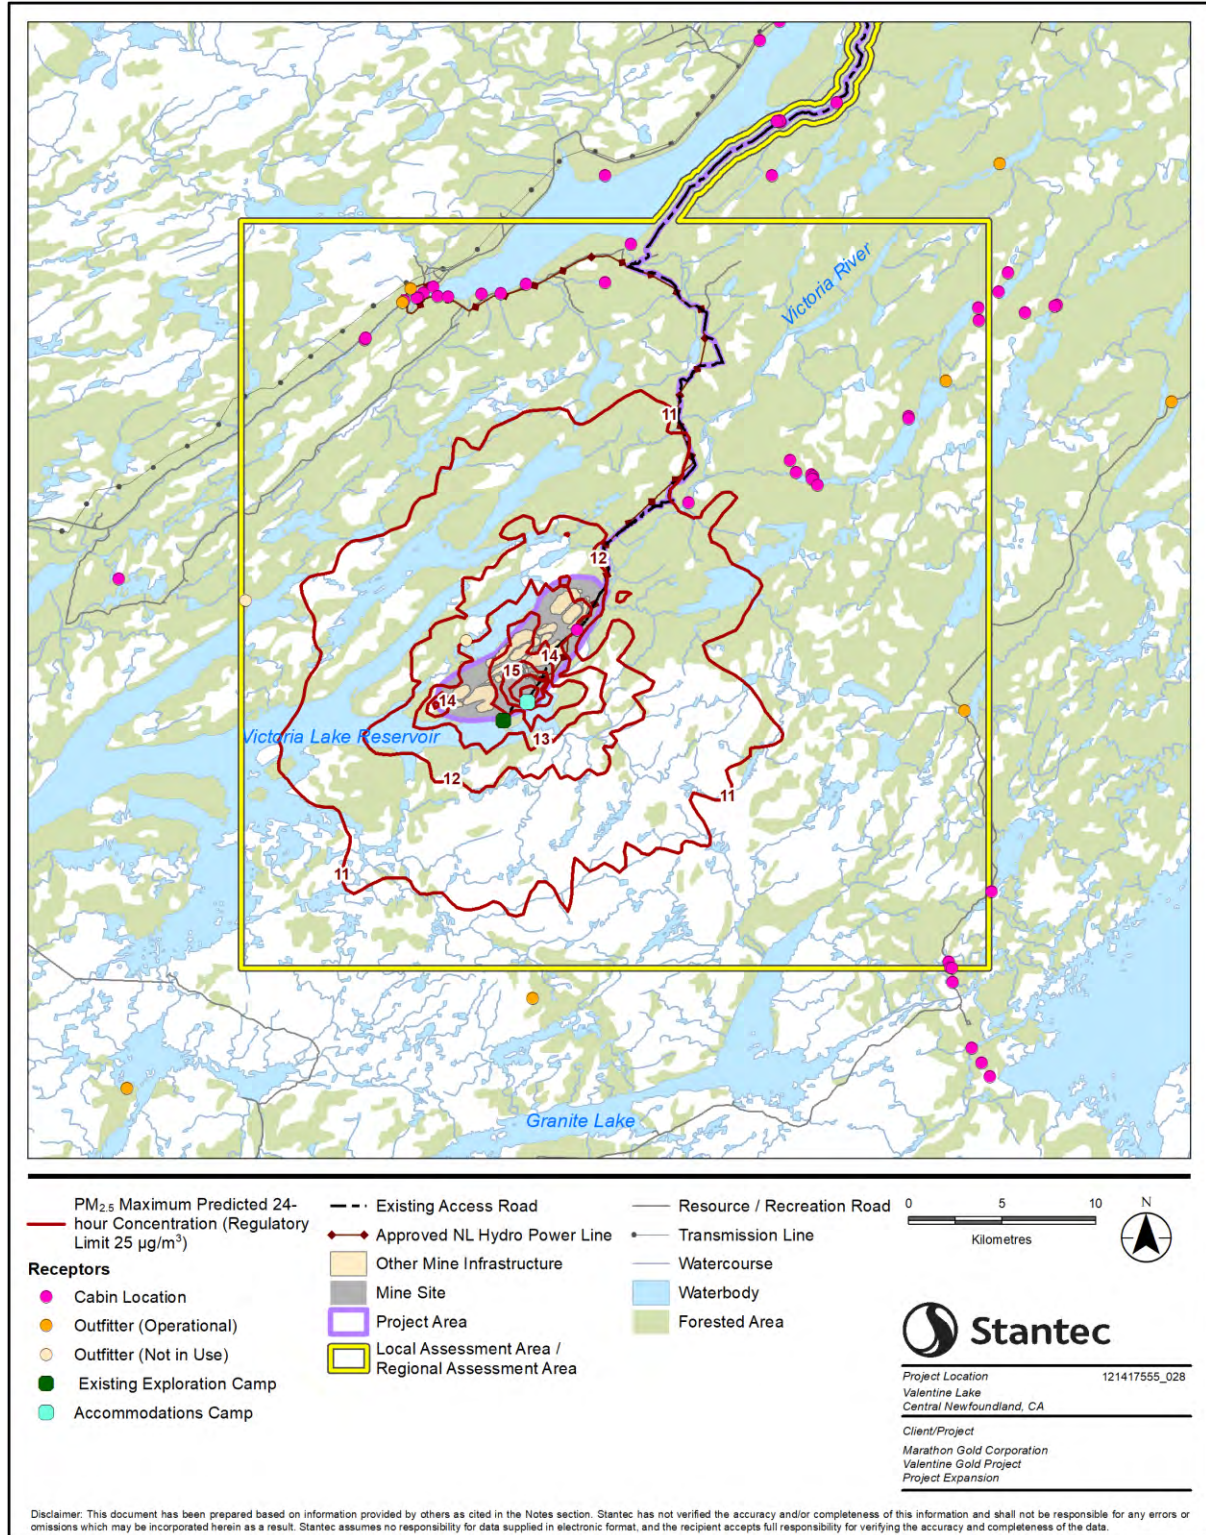 Victoria River
11
12
14
15
14
Victoria Lake Reservoir
13
12
11
11
Granite Lake
PM2.5 Maximum Predicted 24-
hour Concentration (Regulatory
Limit 25 µg/m³)
Receptors
Cabin Location
Outfitter (Operational)
Outfitter (Not in Use)
Existing Exploration Camp
Accommodations Camp
Existing Access Road
Approved NL Hydro Power Line
Other Mine Infrastructure
Mine Site
Project Area
Local Assessment Area /
Regional Assessment Area
Resource / Recreation Road
Transmission Line
Watercourse
Waterbody
Forested Area
0 5 10
Kilometres
N
Stantec
Project Location 121417555_028
Valentine Lake
Central Newfoundland, CA
Client/Project
Marathon Gold Corporation
Valentine Gold Project
Project Expansion
Disclaimer: This document has been prepared based on information provided by others as cited in the Notes section. Stantec has not verified the accuracy and/or completeness of this information and shall not be responsible for any errors or
omissions which may be incorporated herein as a result. Stantec assumes no responsibility for data supplied in electronic format, and the recipient accepts full responsibility for verifying the accuracy and completeness of the data.